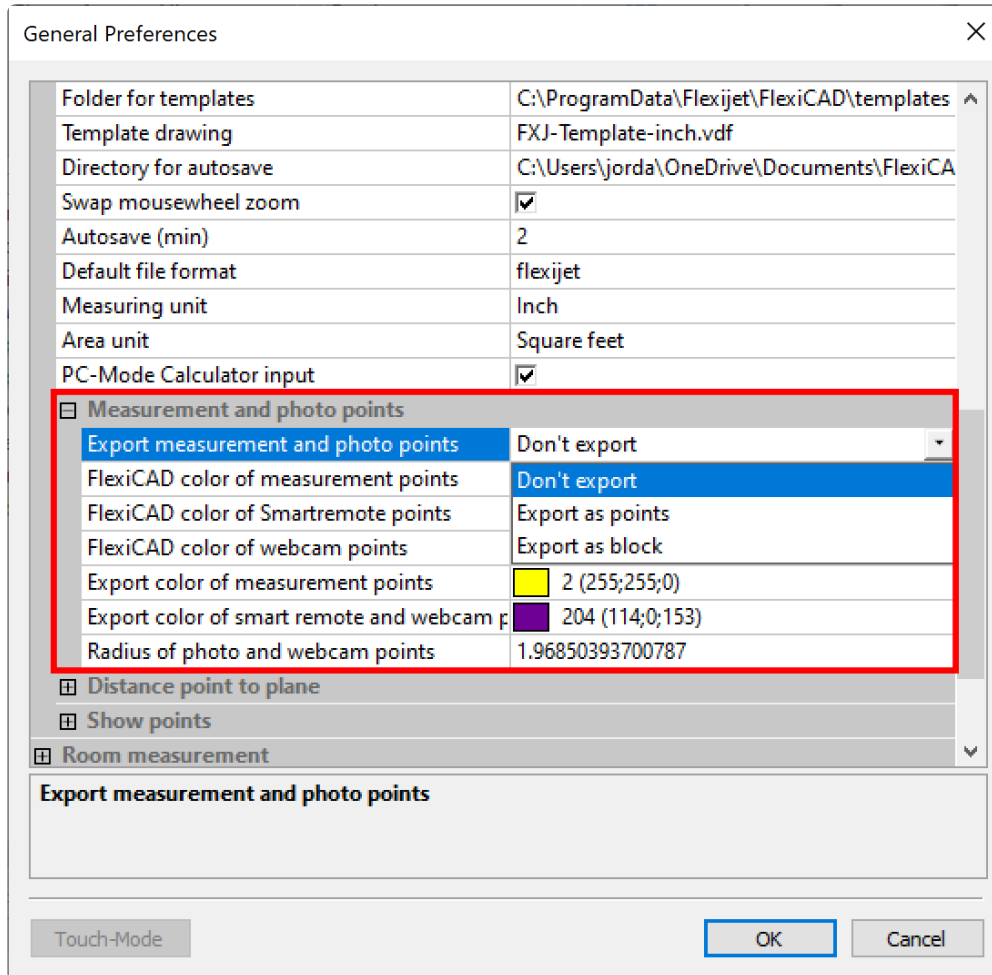 General Preferences
Folder for templates C:\ProgramData\Flexijet\FlexiCAD\templates
Template drawing FXJ-Template-inch.vdf
Directory for autosave C:\Users\jorda\OneDrive\Documents\FlexiCA
Swap mousewheel zoom
Autosave (min) 2
Default file format flexijet
Measuring unit Inch
Area unit Square feet
PC-Mode Calculator input
Measurement and photo points
Export measurement and photo points Don't export
FlexiCAD color of measurement points Don't export
FlexiCAD color of Smartremote points Export as points
FlexiCAD color of webcam points Export as block
Export color of measurement points 2 (255;255;0)
Export color of smart remote and webcam p 204 (114;0;153)
Radius of photo and webcam points 1.96850393700787
Distance point to plane
Show points
Room measurement
Export measurement and photo points
Touch-Mode OK Cancel